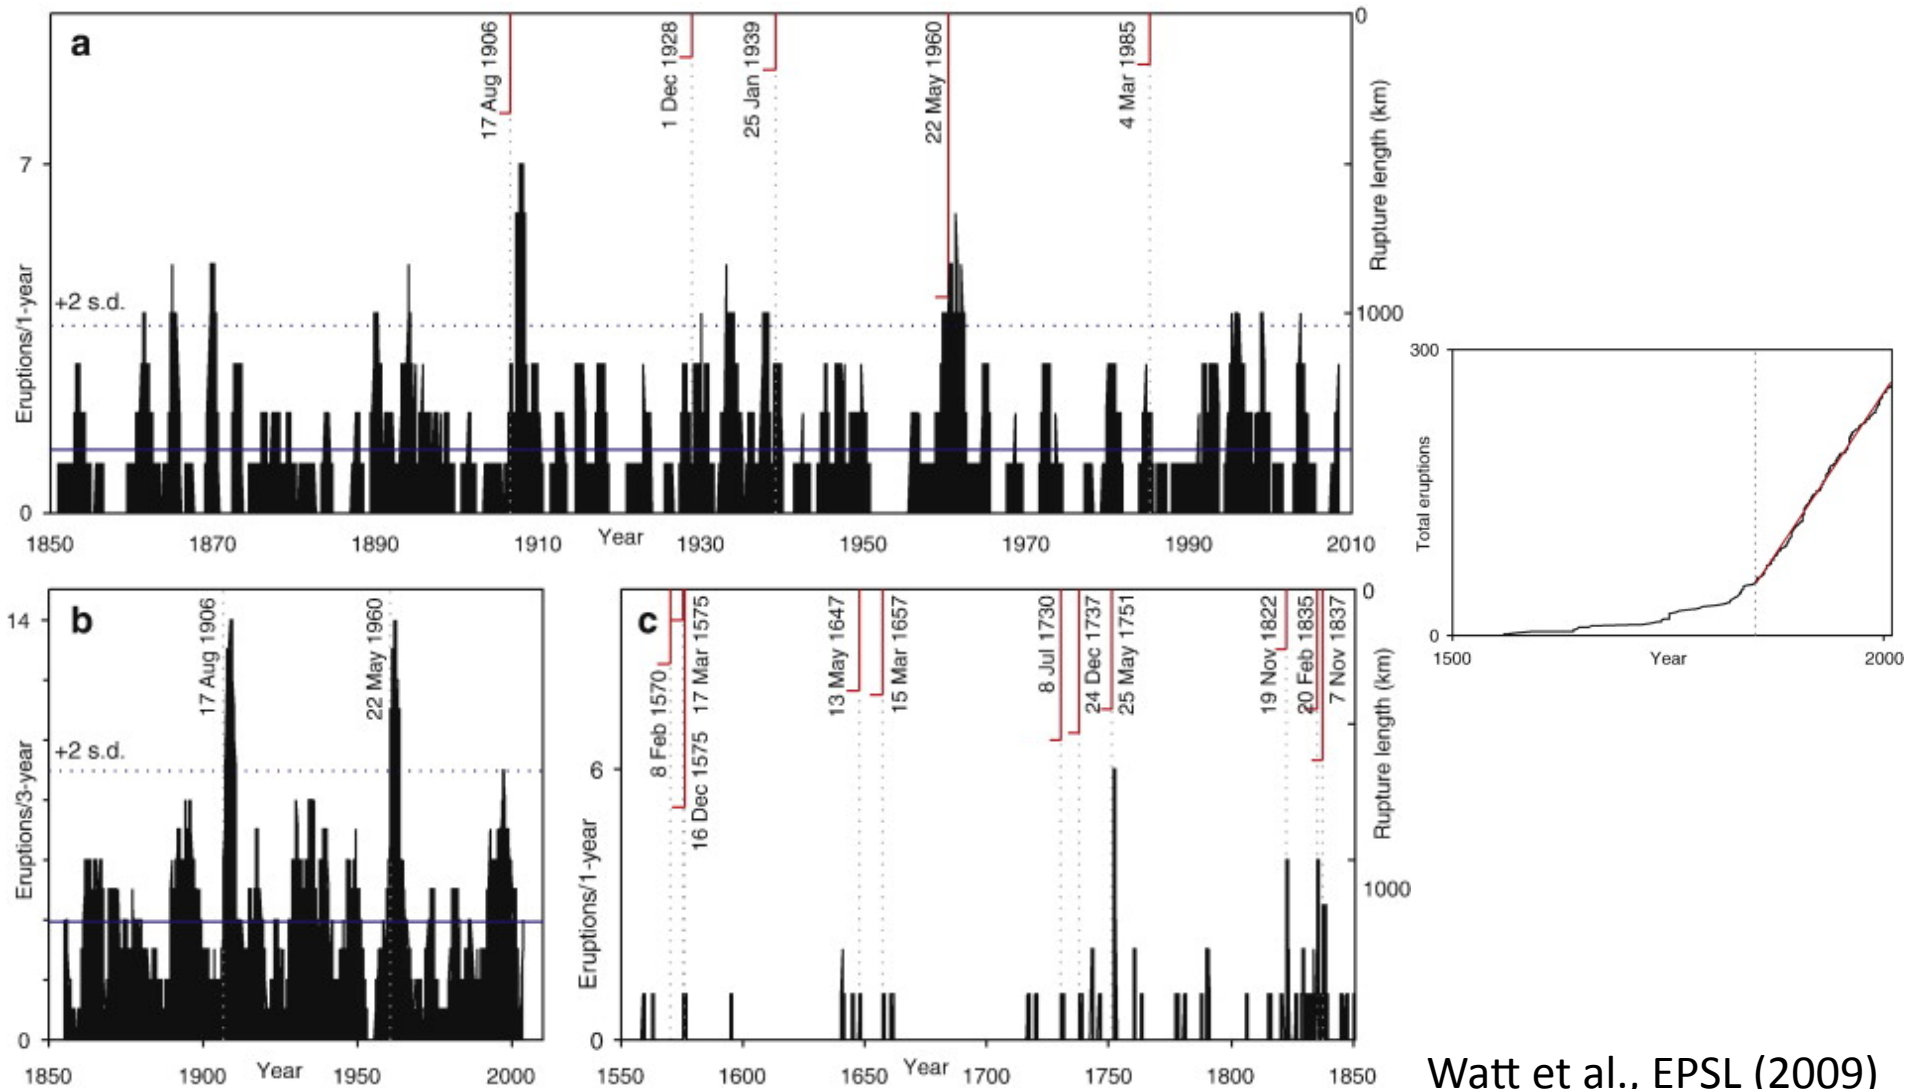 a
17 Aug 1906
1 Dec 1928
25 Jan 1939
22 May 1960
4 Mar 1985
0
1000
Rupture length (km)
7
0
Eruptions/1-year
+2 s.d.
1850 1870 1890 1910 Year 1930 1950 1970 1990 2010
b
17 Aug 1906
22 May 1960
14
0
Eruptions/3-year
+2 s.d.
1850 1900 Year 1950 2000
c
8 Feb 1570
16 Dec 1575 17 Mar 1575
13 May 1647
15 Mar 1657
8 Jul 1730
24 Dec 1737
25 May 1751
19 Nov 1822
20 Feb 1835
7 Nov 1837
0
1000
Rupture length (km)
6
0
Eruptions/1-year
1550 1600 1650 Year 1700 1750 1800 1850
300
0
Total eruptions
1500 Year 2000
Watt et al., EPSL (2009)